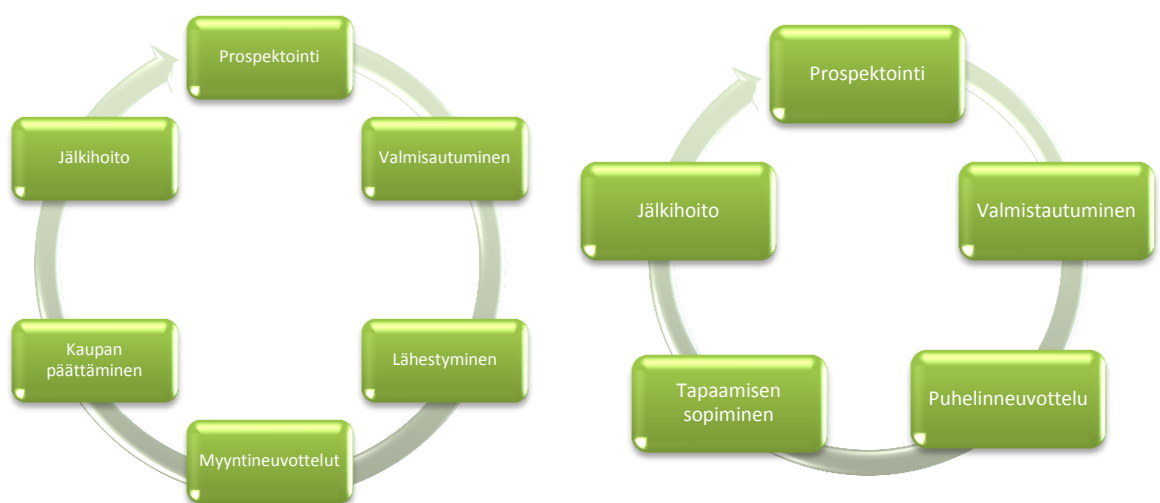 Prospektointi
Valmisautuminen
Lähestyminen
Myyntineuvottelut
Kaupan
päättäminen
Jälkihoito
Prospektointi
Valmistautuminen
Puhelinneuvottelu
Tapaamisen
sopiminen
Jälkihoito